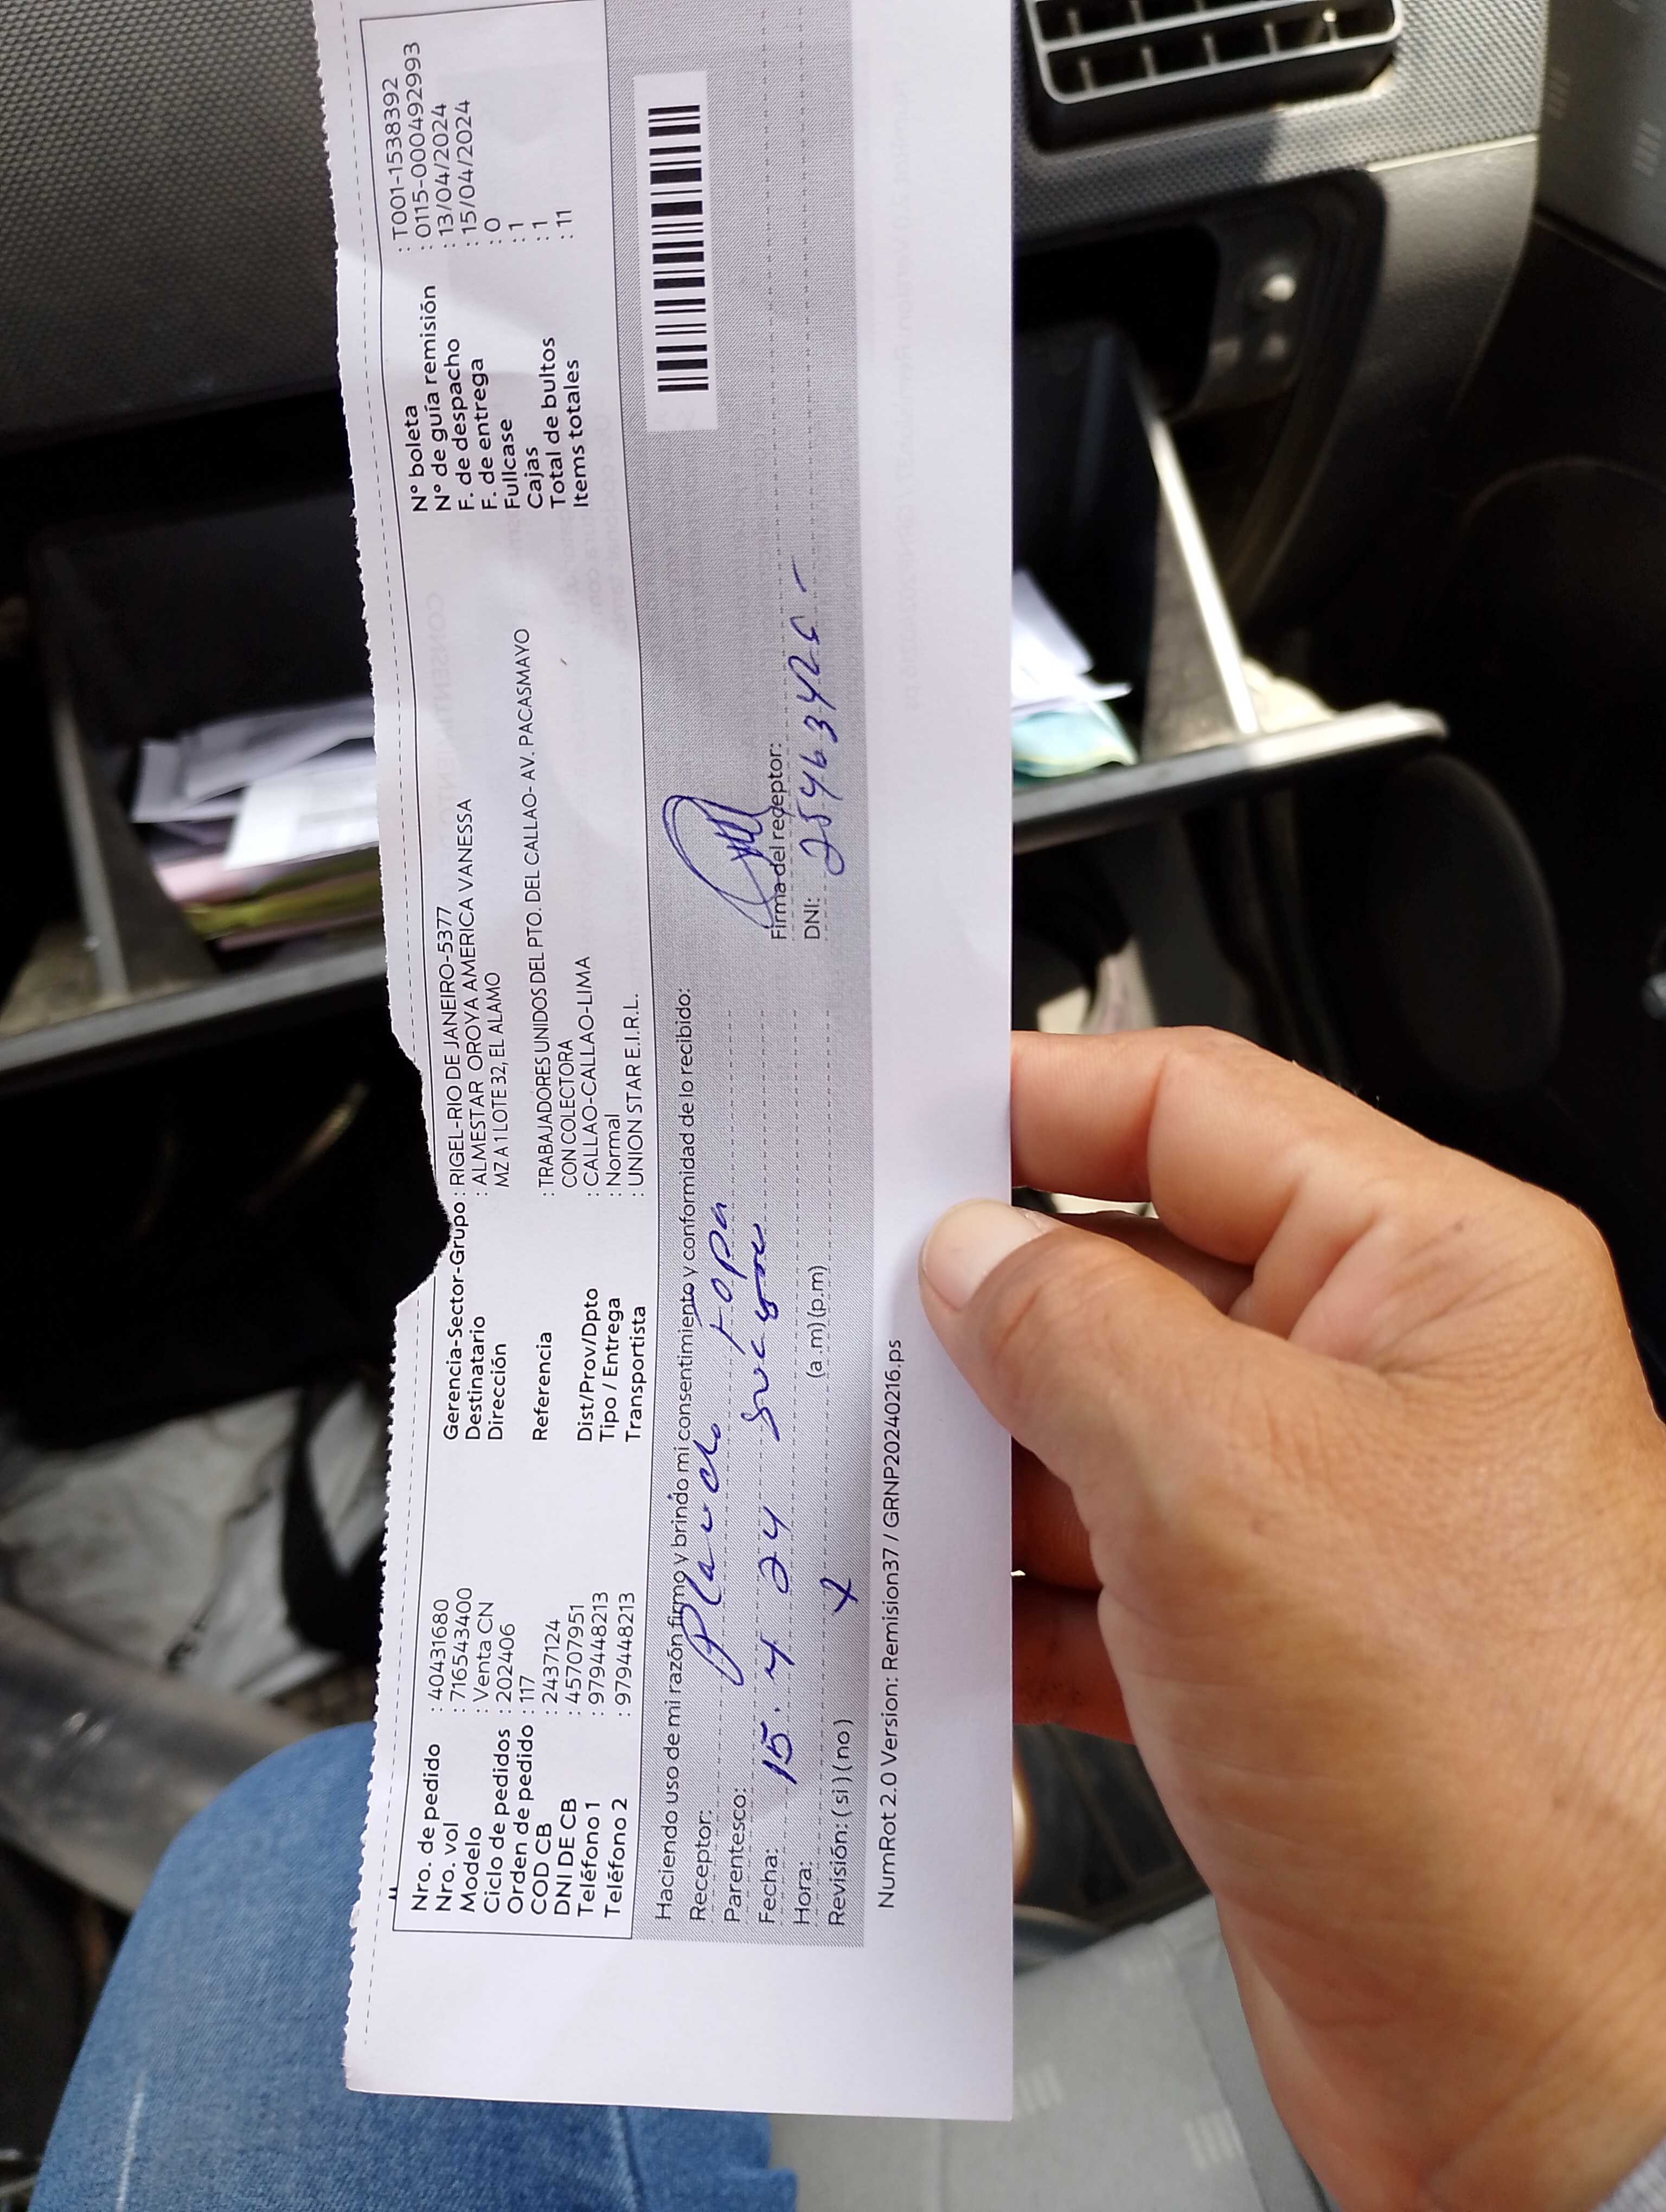 Nro. de pedido : 40431680
Nro. vol : 716543400
Modelo : Venta CN
Ciclo de pedidos : 202406
Orden de pedido : 117
COD CB : 2437124
DNI DE CB : 45707951
Teléfono 1 : 979448213
Teléfono 2 : 979448213
Gerencia-Sector-Grupo : RIGEL-RIO DE JANEIRO-5377
Destinatario : ALMESTAR OROYA AMERICA VANESSA
Dirección MZ A 1 LOTE 32, EL ALAMO
Referencia : TRABAJADORES UNIDOS DEL PTO. DEL CALLAO- AV. PACASMAYO
CON COLECTORA
Dist/Prov/Dpto : CALLAO-CALLAO-LIMA
Tipo / Entrega : Normal
Transportista : UNION STAR E.I.R.L.
N° boleta : T001-1538392
N° de guía remisión : 0115-0000492993
F. de despacho : 13/04/2024
F. de entrega : 15/04/2024
Fullcase : 0
Cajas : 1
Total de bultos : 1
Items totales : 11
Haciendo uso de mi razón firmo y brindo mi consentimiento y conformidad de lo recibido:
Receptor:
Parentesco:
Fecha: 15. 4 24
Hora: (a .m) (p.m)
Revisión: ( si ) ( no )
Firma del receptor:
DNI:
NumRot 2.0 Version: Remision37 / GRNP20240216.ps